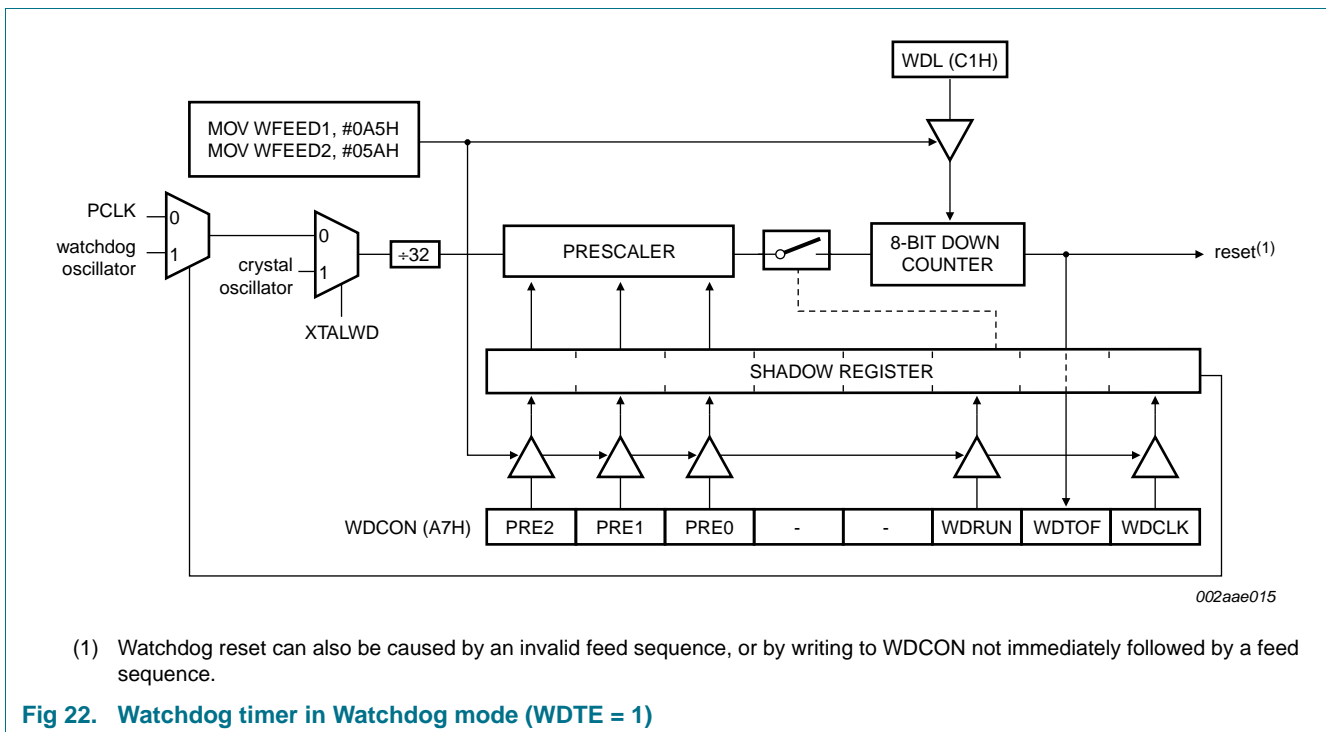 WDL (C1H)
MOV WFEED1, #0A5H
MOV WFEED2, #05AH
PCLK
0
watchdog
oscillator
1
0
crystal
oscillator
1
XTALWD
÷32
PRESCALER
8-BIT DOWN
COUNTER
reset(1)
SHADOW REGISTER
WDCON (A7H)
PRE2 PRE1 PRE0 - - WDRUN WDTOF WDCLK
002aae015
(1) Watchdog reset can also be caused by an invalid feed sequence, or by writing to WDCON not immediately followed by a feed
sequence.
Fig 22. Watchdog timer in Watchdog mode (WDTE = 1)